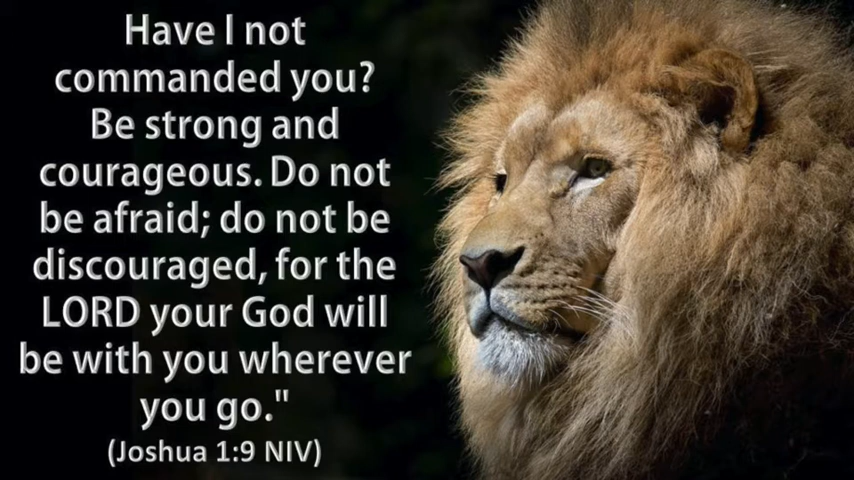 Have I not
commanded you?
Be strong and
courageous. Do not
be afraid; do not be
discouraged, for the
LORD your God will
be with you wherever
you go."
(Joshua 1:9 NIV)